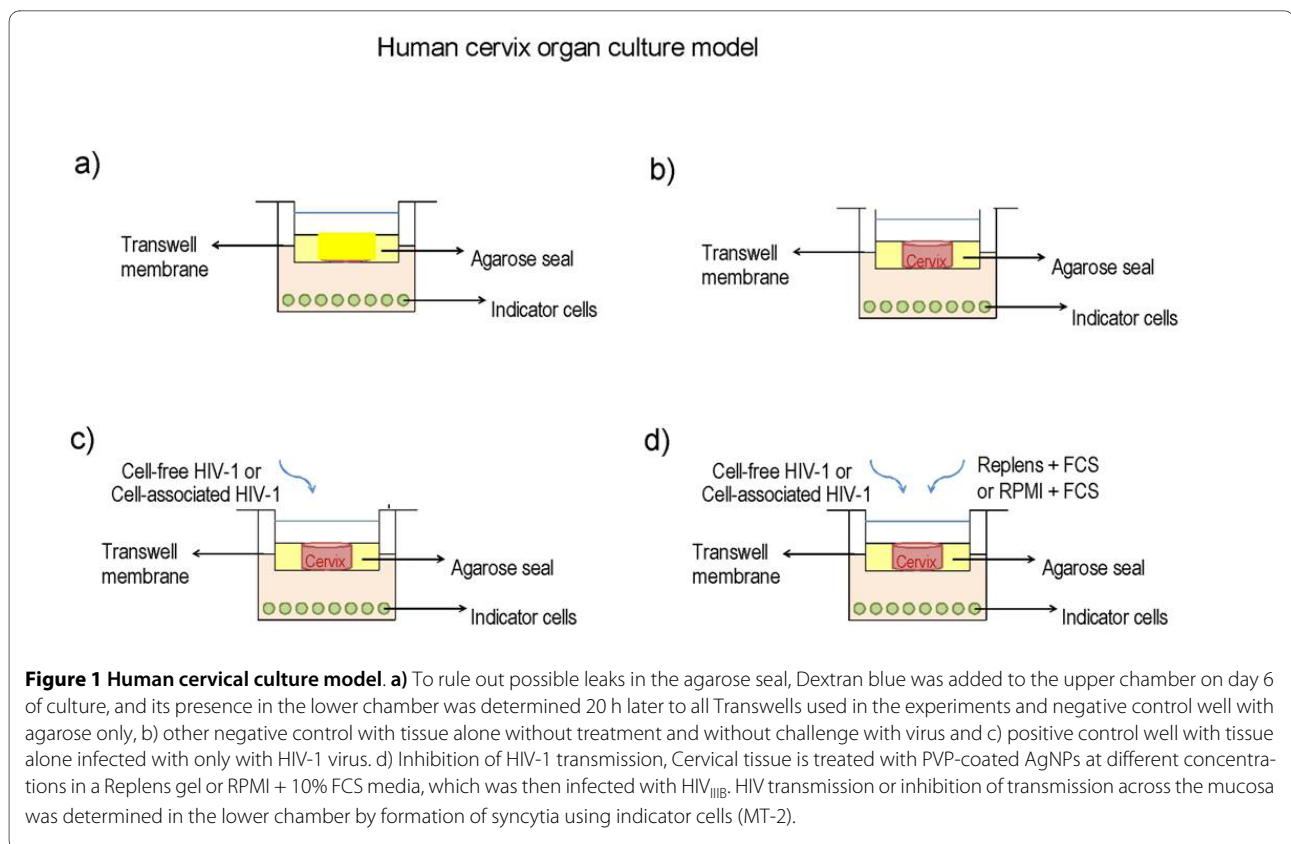 Human cervix organ culture model
a)
Transwell
membrane
Agarose seal
Indicator cells
b)
Transwell
membrane
Cervix
Agarose seal
Indicator cells
c)
Cell-free HIV-1 or
Cell-associated HIV-1
Transwell
membrane
Cervix
Agarose seal
Indicator cells
d)
Cell-free HIV-1 or
Cell-associated HIV-1
Replens + FCS
or RPMI + FCS
Transwell
membrane
Cervix
Agarose seal
Indicator cells
Figure 1 Human cervical culture model. a) To rule out possible leaks in the agarose seal, Dextran blue was added to the upper chamber on day 6
of culture, and its presence in the lower chamber was determined 20 h later to all Transwells used in the experiments and negative control well with
agarose only, b) other negative control with tissue alone without treatment and without challenge with virus and c) positive control well with tissue
alone infected with only with HIV-1 virus. d) Inhibition of HIV-1 transmission, Cervical tissue is treated with PVP-coated AgNPs at different concentra-
tions in a Replens gel or RPMI + 10% FCS media, which was then infected with HIVIIIB. HIV transmission or inhibition of transmission across the mucosa
was determined in the lower chamber by formation of syncytia using indicator cells (MT-2).